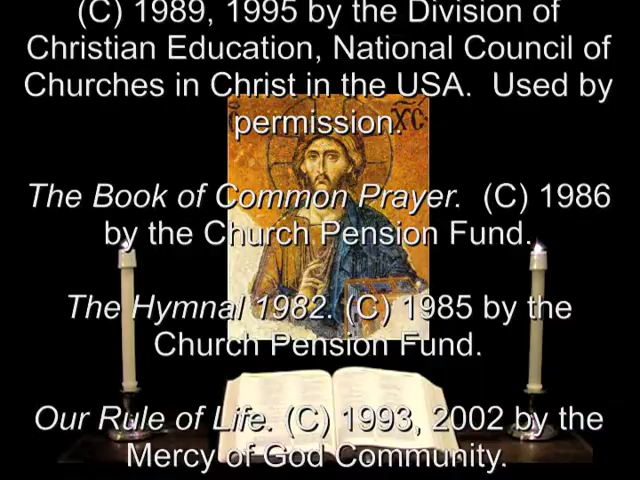 (C) 1989, 1995 by the Division of
Christian Education, National Council of
Churches in Christ in the USA.  Used by
permission.
The Book of Common Prayer.  (C) 1986
by the Church Pension Fund.
The Hymnal 1982. (C) 1985 by the
Church Pension Fund.
Our Rule of Life. (C) 1993, 2002 by the
Mercy of God Community.